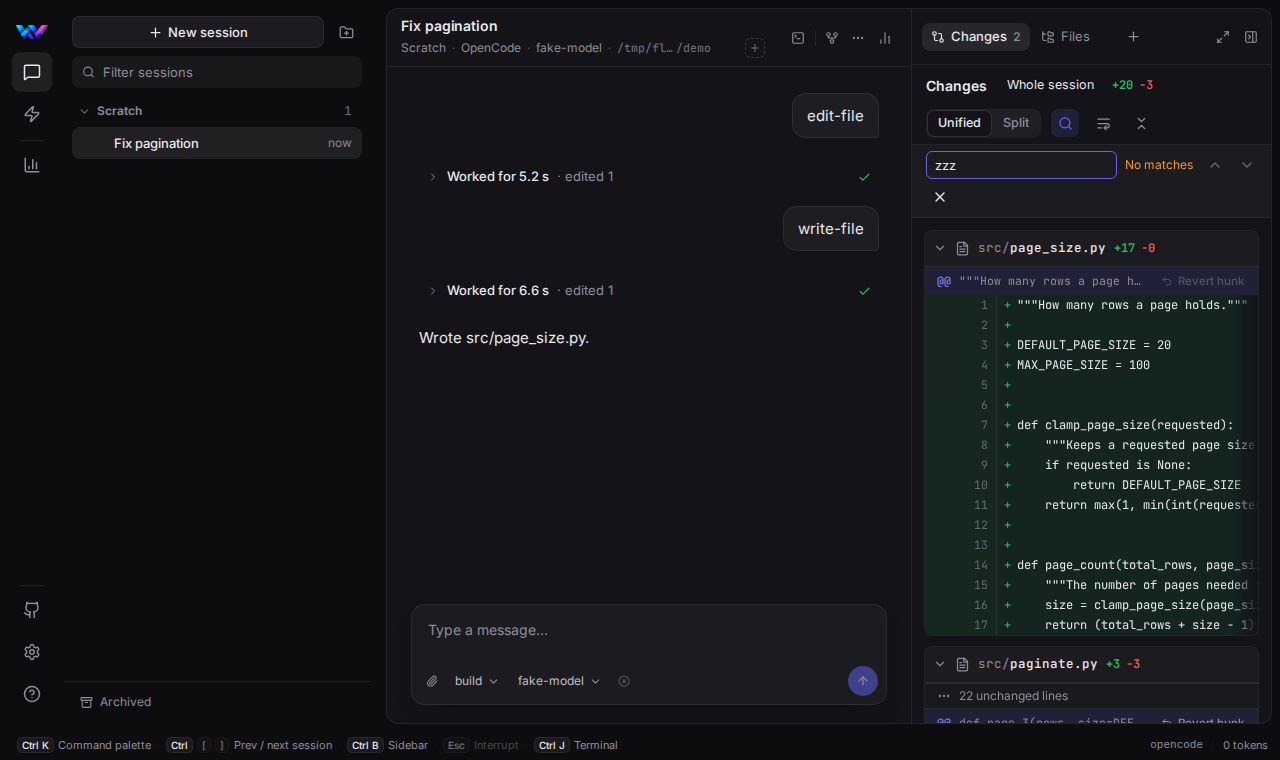 New session
Filter sessions
Scratch 1
Fix pagination now
Archived
Fix pagination
Scratch · OpenCode · fake-model · /tmp/fl…/demo
edit-file
Worked for 5.2 s · edited 1
write-file
Worked for 6.6 s · edited 1
Wrote src/page_size.py.
Type a message...
build fake-model
Changes 2 Files
Changes Whole session +20 -3
Unified Split
zzz No matches
src/page_size.py +17 -0
@@ """How many rows a page h… Revert hunk
1 + """How many rows a page holds."""
2 +
3 + DEFAULT_PAGE_SIZE = 20
4 + MAX_PAGE_SIZE = 100
5 +
6 +
7 + def clamp_page_size(requested):
8 + """Keeps a requested page size
9 + if requested is None:
10 + return DEFAULT_PAGE_SIZE
11 + return max(1, min(int(requeste
12 +
13 +
14 + def page_count(total_rows, page_si
15 + """The number of pages needed
16 + size = clamp_page_size(page_si
17 + return (total_rows + size - 1)
src/paginate.py +3 -3
22 unchanged lines
@@ Revert hunk
Ctrl K Command palette Ctrl [ ] Prev / next session Ctrl B Sidebar Esc Interrupt Ctrl J Terminal opencode 0 tokens